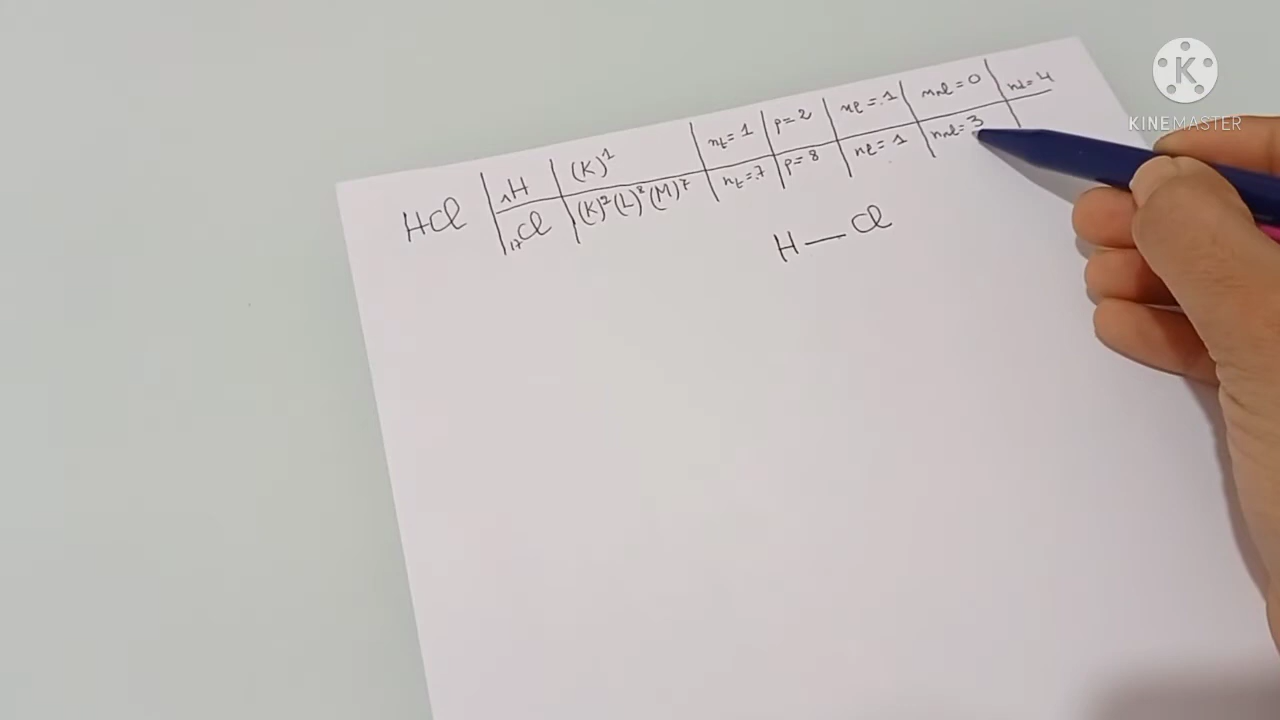 HCl | ₁H | (K)¹ | nt = 1 | p = 2 | nl = 1 | nnl = 0 | nd = 4
₁₇Cl | (K)²(L)⁸(M)⁷ | nt = 7 | p = 8 | nl = 1 | nnl = 3
H — Cl
K
KINEMASTER